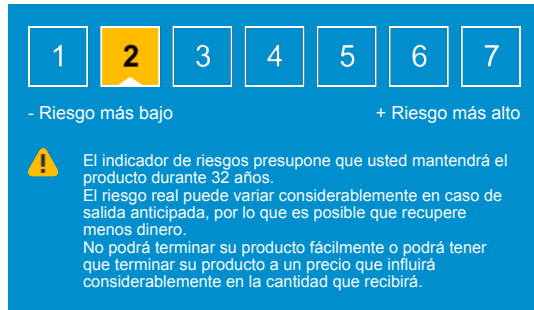 1 2 3 4 5 6 7
- Riesgo más bajo + Riesgo más alto
El indicador de riesgos presupone que usted mantendrá el
producto durante 32 años.
El riesgo real puede variar considerablemente en caso de
salida anticipada, por lo que es posible que recupere
menos dinero.
No podrá terminar su producto fácilmente o podrá tener
que terminar su producto a un precio que influirá
considerablemente en la cantidad que recibirá.